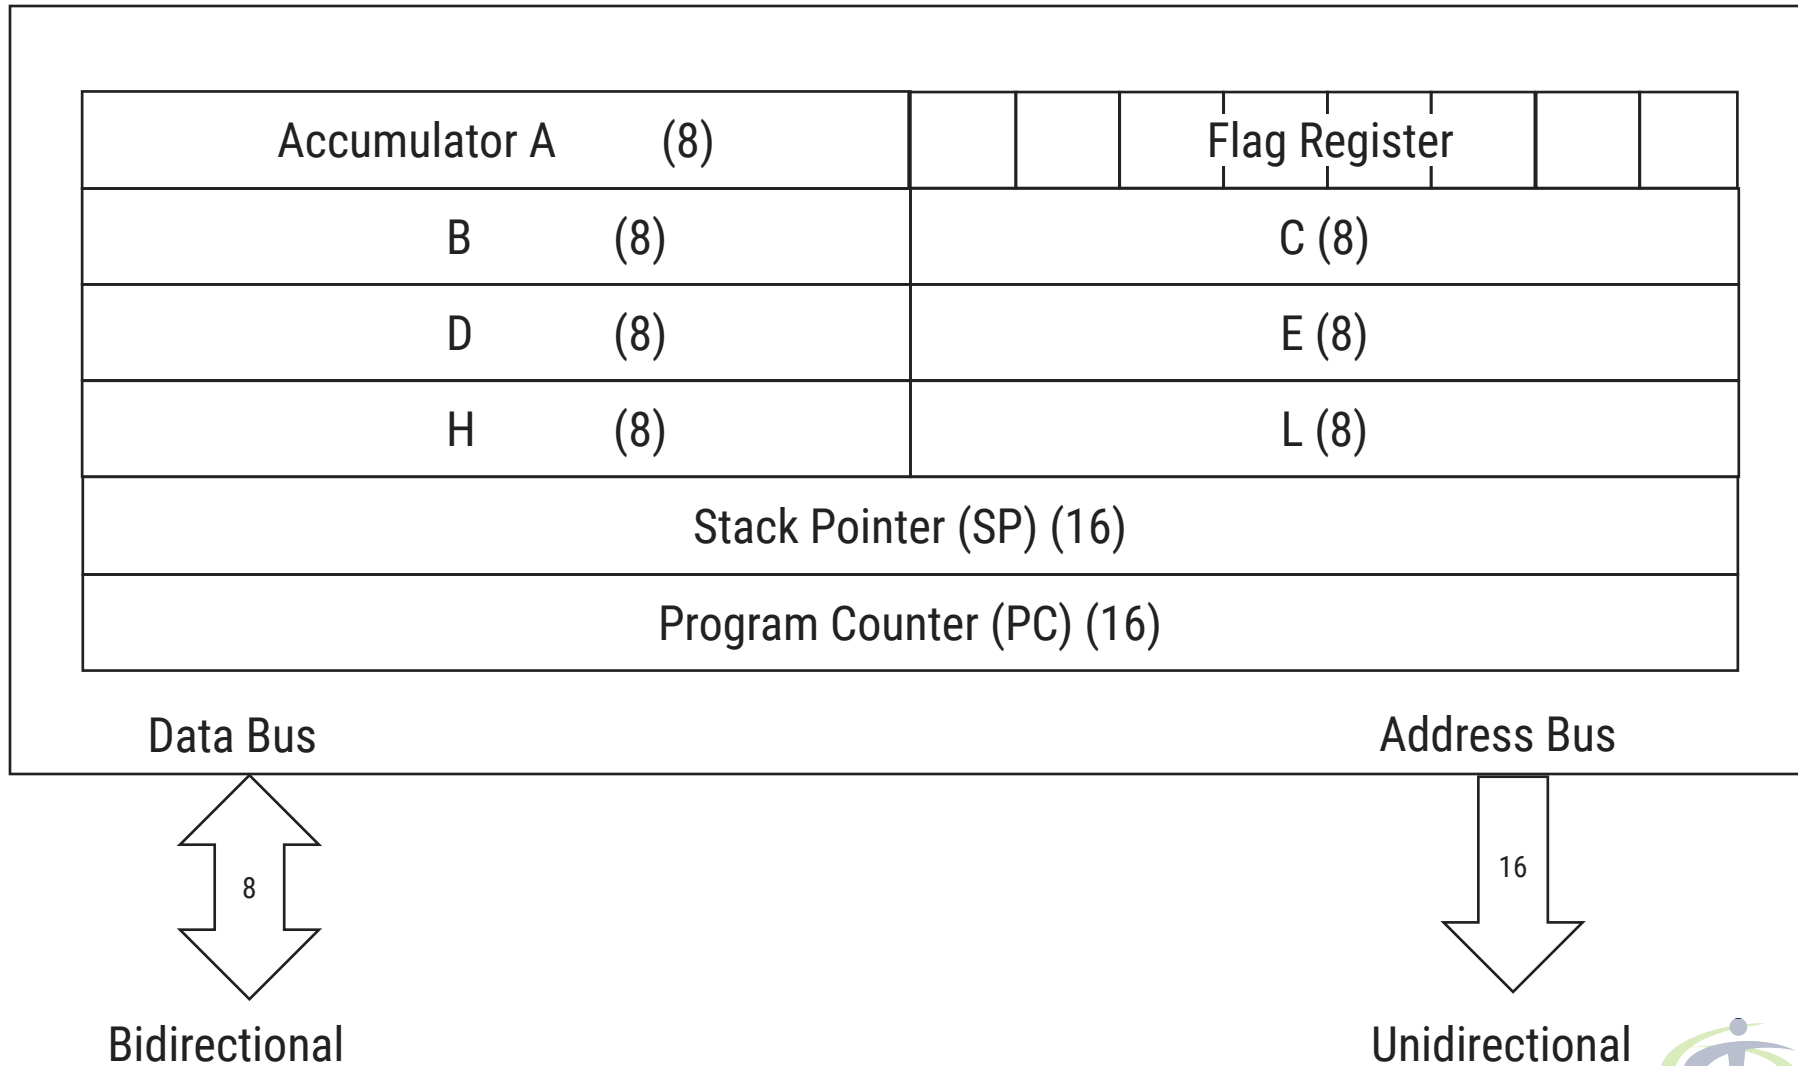 Accumulator A (8) Flag Register
B (8) C (8)
D (8) E (8)
H (8) L (8)
Stack Pointer (SP) (16)
Program Counter (PC) (16)
Data Bus Address Bus
8 16
Bidirectional Unidirectional